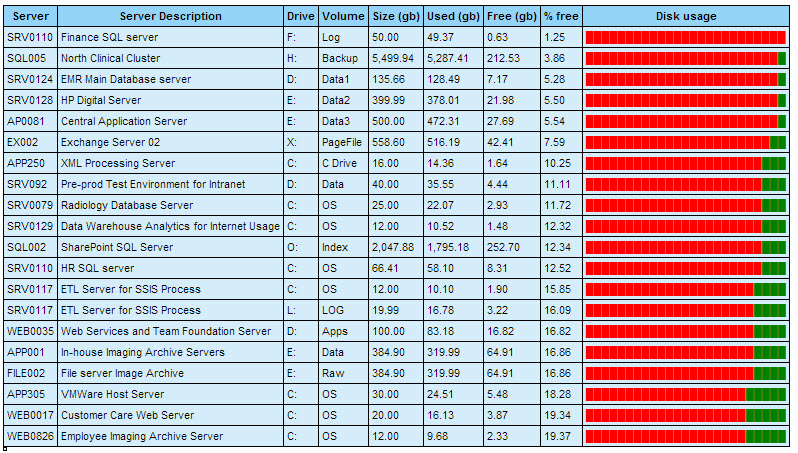 Server Server Description Drive Volume Size (gb) Used (gb) Free (gb) % free Disk usage
SRV0110 Finance SQL server F: Log 50.00 49.37 0.63 1.25
SQL005 North Clinical Cluster H: Backup 5,499.94 5,287.41 212.53 3.86
SRV0124 EMR Main Database server D: Data1 135.66 128.49 7.17 5.28
SRV0128 HP Digital Server E: Data2 399.99 378.01 21.98 5.50
AP0081 Central Application Server E: Data3 500.00 472.31 27.69 5.54
EX002 Exchange Server 02 X: PageFile 558.60 516.19 42.41 7.59
APP250 XML Processing Server C: C Drive 16.00 14.36 1.64 10.25
SRV092 Pre-prod Test Environment for Intranet D: Data 40.00 35.55 4.44 11.11
SRV0079 Radiology Database Server C: OS 25.00 22.07 2.93 11.72
SRV0129 Data Warehouse Analytics for Internet Usage C: OS 12.00 10.52 1.48 12.32
SQL002 SharePoint SQL Server O: Index 2,047.88 1,795.18 252.70 12.34
SRV0110 HR SQL server C: OS 66.41 58.10 8.31 12.52
SRV0117 ETL Server for SSIS Process C: OS 12.00 10.10 1.90 15.85
SRV0117 ETL Server for SSIS Process L: LOG 19.99 16.78 3.22 16.09
WEB0035 Web Services and Team Foundation Server D: Apps 100.00 83.18 16.82 16.82
APP001 In-house Imaging Archive Servers E: Data 384.90 319.99 64.91 16.86
FILE002 File server Image Archive E: Raw 384.90 319.99 64.91 16.86
APP305 VMWare Host Server C: OS 30.00 24.51 5.48 18.28
WEB0017 Customer Care Web Server C: OS 20.00 16.13 3.87 19.34
WEB0826 Employee Imaging Archive Server C: OS 12.00 9.68 2.33 19.37